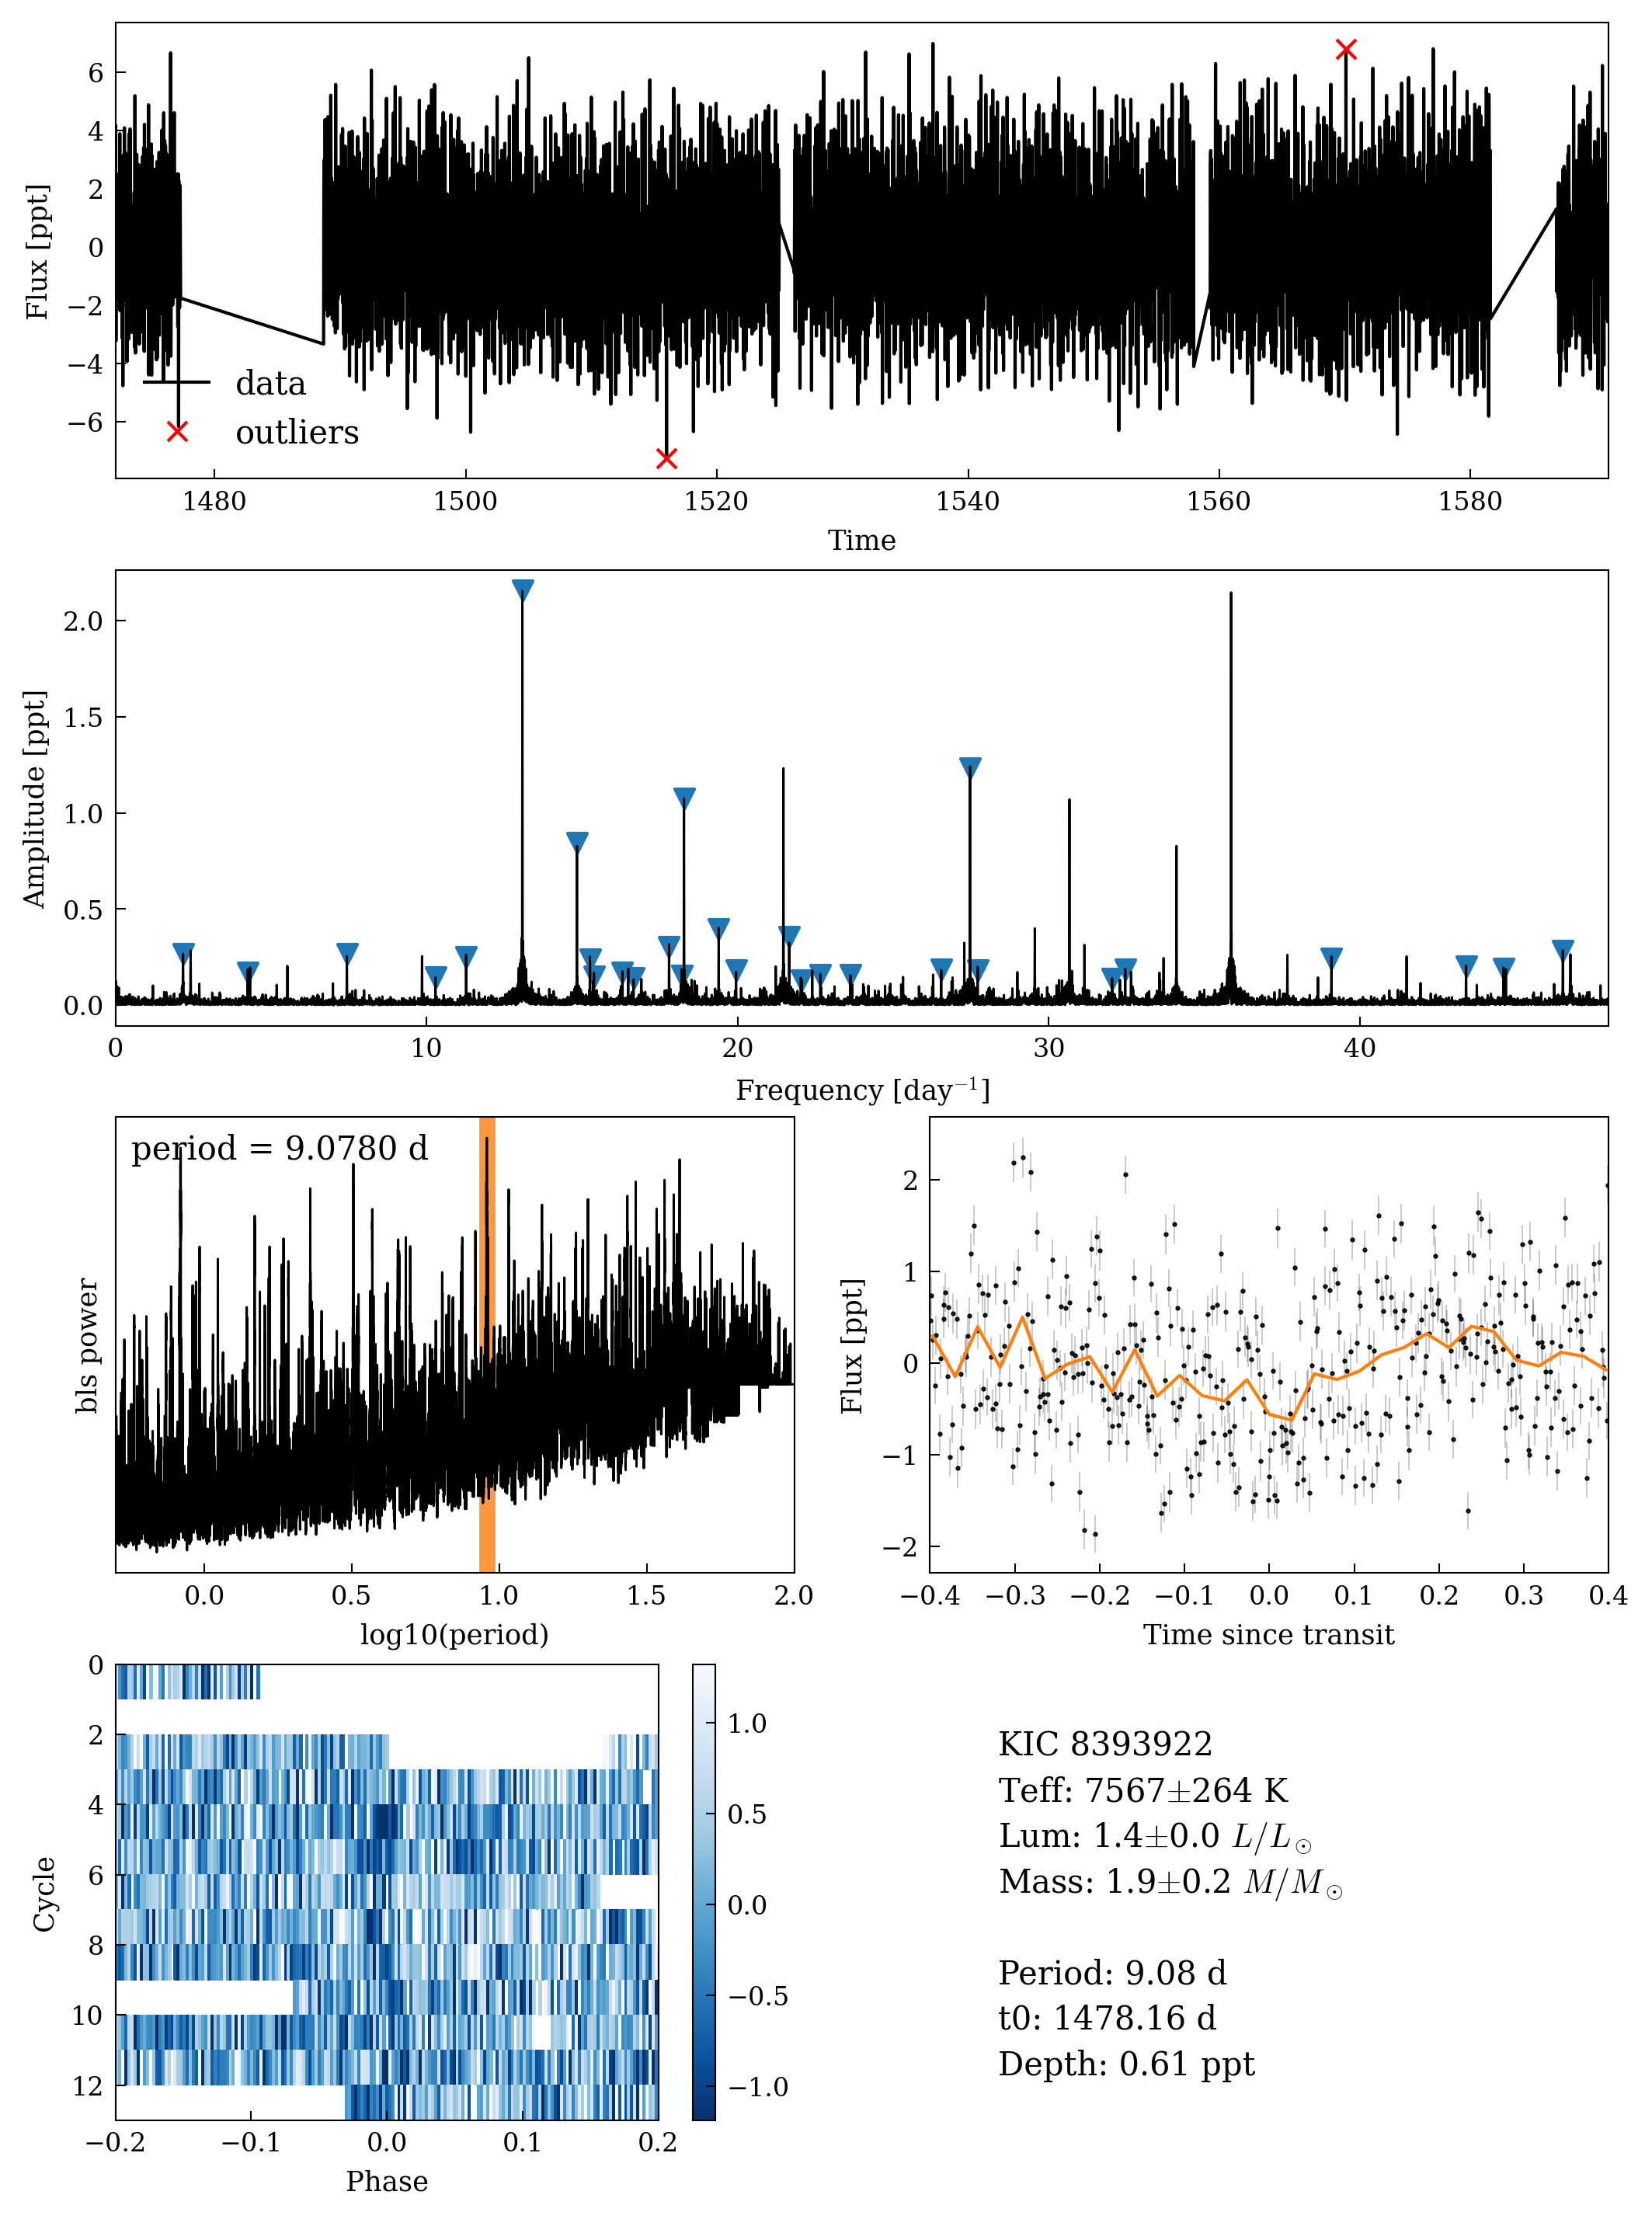 6
4
2
0
−2
−4
−6
Flux [ppt]
data
outliers
1480 1500 1520 1540 1560 1580
Time
2.0
1.5
1.0
0.5
0.0
Amplitude [ppt]
0 10 20 30 40
Frequency [day⁻¹]
period = 9.0780 d
bls power
0.0 0.5 1.0 1.5 2.0
log10(period)
2
1
0
−1
−2
Flux [ppt]
−0.4 −0.3 −0.2 −0.1 0.0 0.1 0.2 0.3 0.4
Time since transit
0
2
4
6
8
10
12
Cycle
−0.2 −0.1 0.0 0.1 0.2
Phase
1.0
0.5
0.0
−0.5
−1.0
KIC 8393922
Teff: 7567±264 K
Lum: 1.4±0.0 L/L⊙
Mass: 1.9±0.2 M/M⊙
Period: 9.08 d
t0: 1478.16 d
Depth: 0.61 ppt